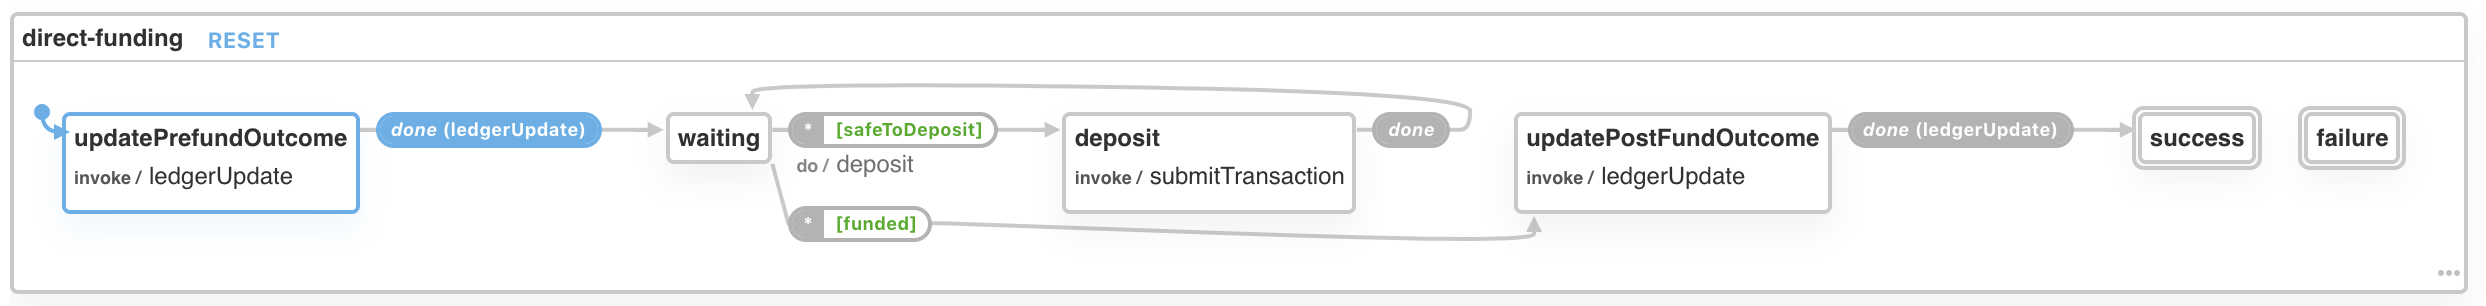 direct-funding RESET
updatePrefundOutcome
invoke / ledgerUpdate
done (ledgerUpdate)
waiting
* [safeToDeposit]
do / deposit
* [funded]
deposit
invoke / submitTransaction
done
updatePostFundOutcome
invoke / ledgerUpdate
done (ledgerUpdate)
success
failure